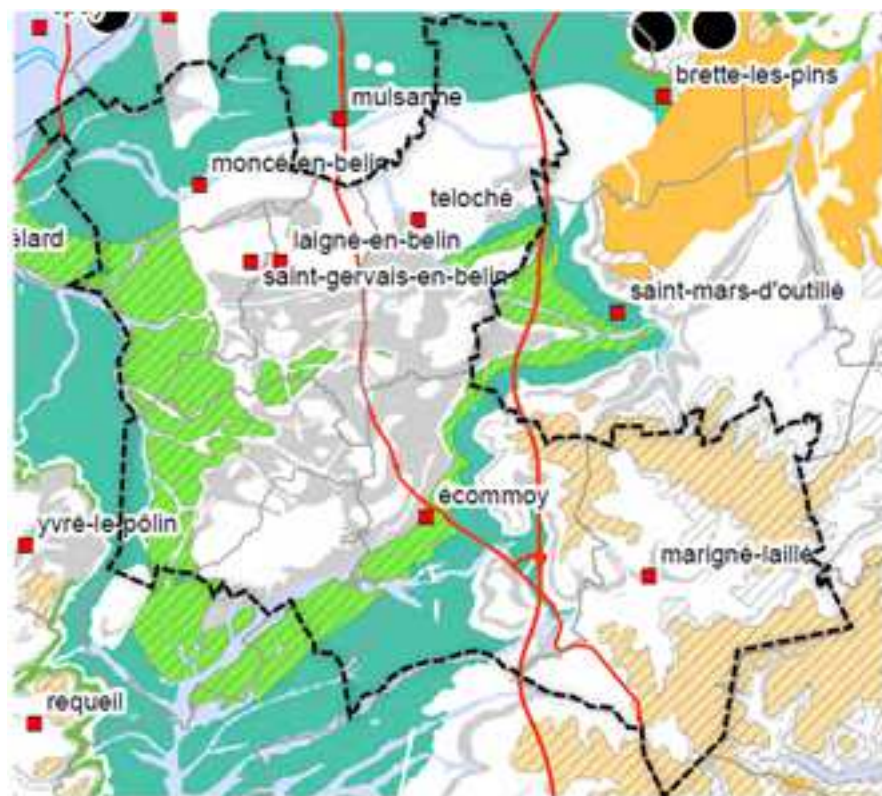 mulsanne
brette-les-pins
moncé-en-belin
teloché
élard
laigné-en-belin
saint-gervais-en-belin
saint-mars-d'outillé
ecommoy
yvré-le-pôlin
marigné-laillé
requeil